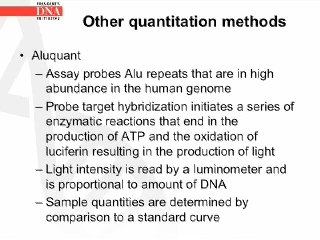 PRESIDENT'S
DNA
INITIATIVE
Other quantitation methods
• Aluquant
– Assay probes Alu repeats that are in high
abundance in the human genome
– Probe target hybridization initiates a series of
enzymatic reactions that end in the
production of ATP and the oxidation of
luciferin resulting in the production of light
– Light intensity is read by a luminometer and
is proportional to amount of DNA
– Sample quantities are determined by
comparison to a standard curve